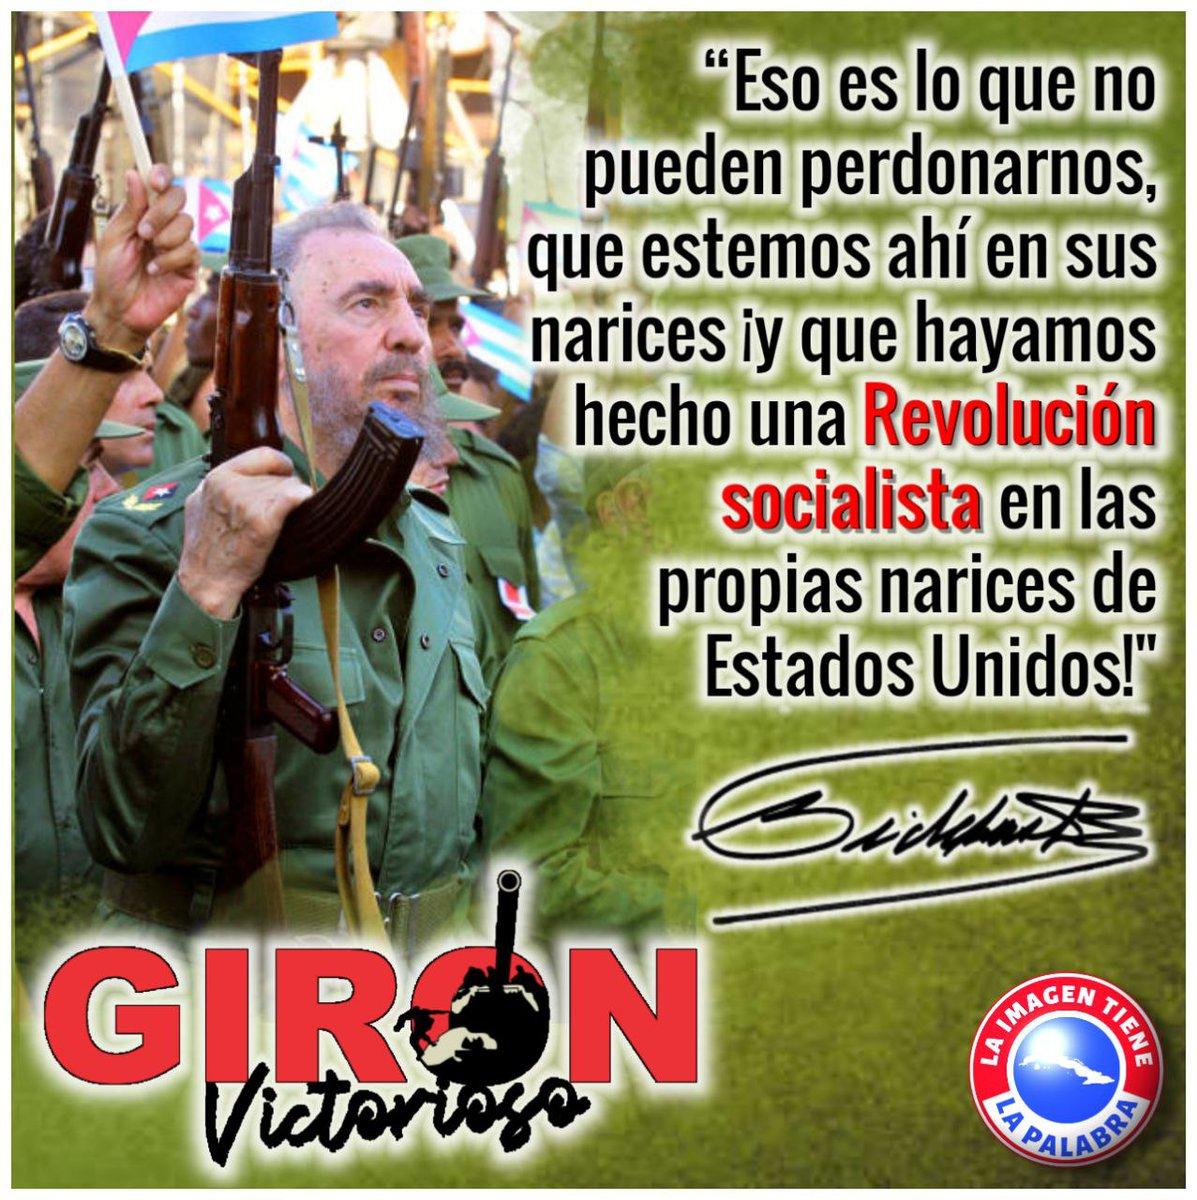 “Eso es lo que no
pueden perdonarnos,
que estemos ahí en sus
narices ¡y que hayamos
hecho una Revolución
socialista en las
propias narices de
Estados Unidos!"
GIRÓN
Victorioso
LA IMAGEN TIENE
LA PALABRA